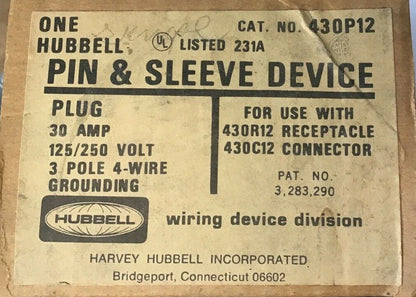 ONE CAT. NO. 430P12
HUBBELL UL LISTED 231A
PIN & SLEEVE DEVICE
PLUG
30 AMP
125/250 VOLT
3 POLE 4-WIRE
GROUNDING
FOR USE WITH
430R12 RECEPTACLE
430C12 CONNECTOR
PAT. NO.
3,283,290
HUBBELL wiring device division
HARVEY HUBBELL INCORPORATED
Bridgeport, Connecticut 06602